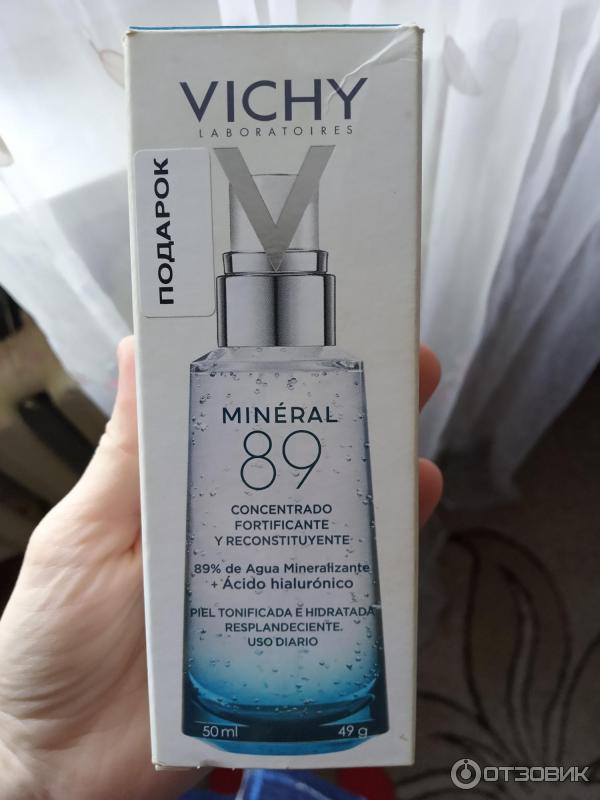 VICHY
LABORATOIRES
ПОДАРОК
MINÉRAL
89
CONCENTRADO
FORTIFICANTE
Y RECONSTITUYENTE
89% de Agua Mineralizante
+ Ácido hialurónico
PIEL TONIFICADA E HIDRATADA
RESPLANDECIENTE.
USO DIARIO
50 ml 49 g
ОТЗОВИК